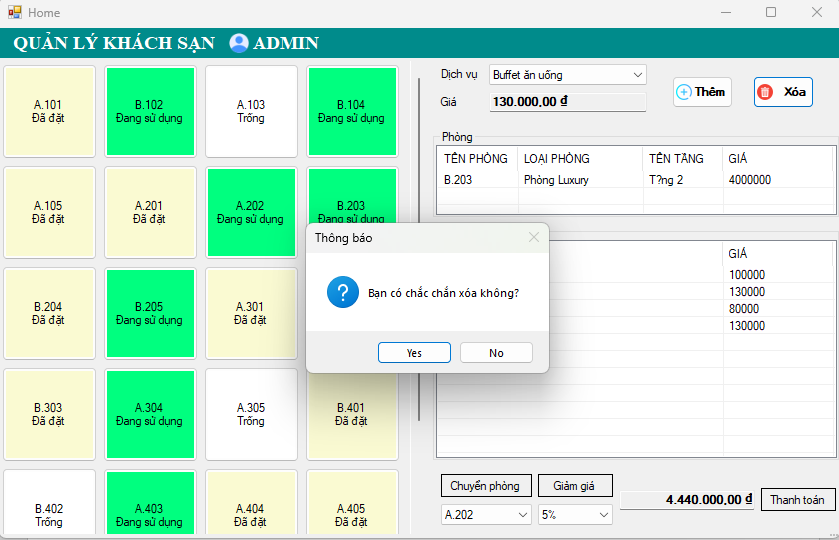 Home
QUẢN LÝ KHÁCH SẠN ADMIN
A.101
Đã đặt
B.102
Đang sử dụng
A.103
Trống
B.104
Đang sử dụng
A.105
Đã đặt
A.201
Đã đặt
A.202
Đang sử dụng
B.203
Đang sử dụng
B.204
Đã đặt
B.205
Đang sử dụng
A.301
Đã đặt
B.303
Đã đặt
A.304
Đang sử dụng
A.305
Trống
B.401
Đã đặt
B.402
Trống
A.403
Đang sử dụng
A.404
Đã đặt
A.405
Đã đặt
Dịch vụ Buffet ăn uống
Giá 130.000,00 ₫
Thêm
Xóa
Phòng
TÊN PHÒNG LOẠI PHÒNG TÊN TẦNG GIÁ
B.203 Phòng Luxury T?ng 2 4000000
GIÁ
100000
130000
80000
130000
Thông báo
Bạn có chắc chắn xóa không?
Yes No
Chuyển phòng Giảm giá
A.202 5%
4.440.000,00 ₫ Thanh toán